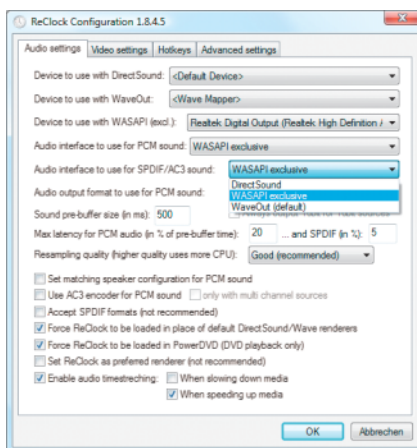 ReClock Configuration 1.8.4.5
Audio settings Video settings Hotkeys Advanced settings
Device to use with DirectSound: <Default Device>
Device to use with WaveOut: <Wave Mapper>
Device to use with WASAPI (excl.): Realtek Digital Output (Realtek High Definition
Audio interface to use for PCM sound: WASAPI exclusive
Audio interface to use for SPDIF/AC3 sound: WASAPI exclusive
DirectSound
Audio output format to use for PCM sound: WASAPI exclusive
WaveOut (default)
Sound pre-buffer size (in ms): 500
Max latency for PCM audio (in % of pre-buffer time): 20 ... and SPDIF (in %): 5
Resampling quality (higher quality uses more CPU): Good (recommended)
Set matching speaker configuration for PCM sound
Use AC3 encoder for PCM sound only with multi channel sources
Accept SPDIF formats (not recommended)
Force ReClock to be loaded in place of default DirectSound/Wave renderers
Force ReClock to be loaded in PowerDVD (DVD playback only)
Set ReClock as preferred renderer (not recommended)
Enable audio timestreching: When slowing down media
When speeding up media
OK Abbrechen